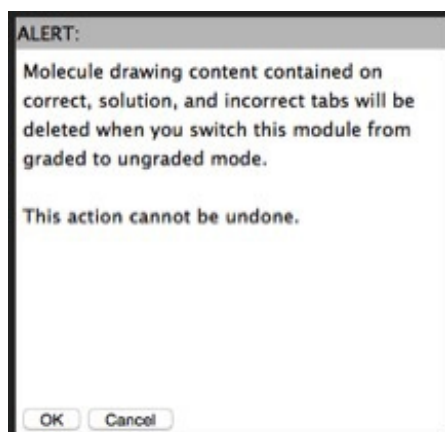 ALERT:
Molecule drawing content contained on
correct, solution, and incorrect tabs will be
deleted when you switch this module from
graded to ungraded mode.
This action cannot be undone.
OK Cancel